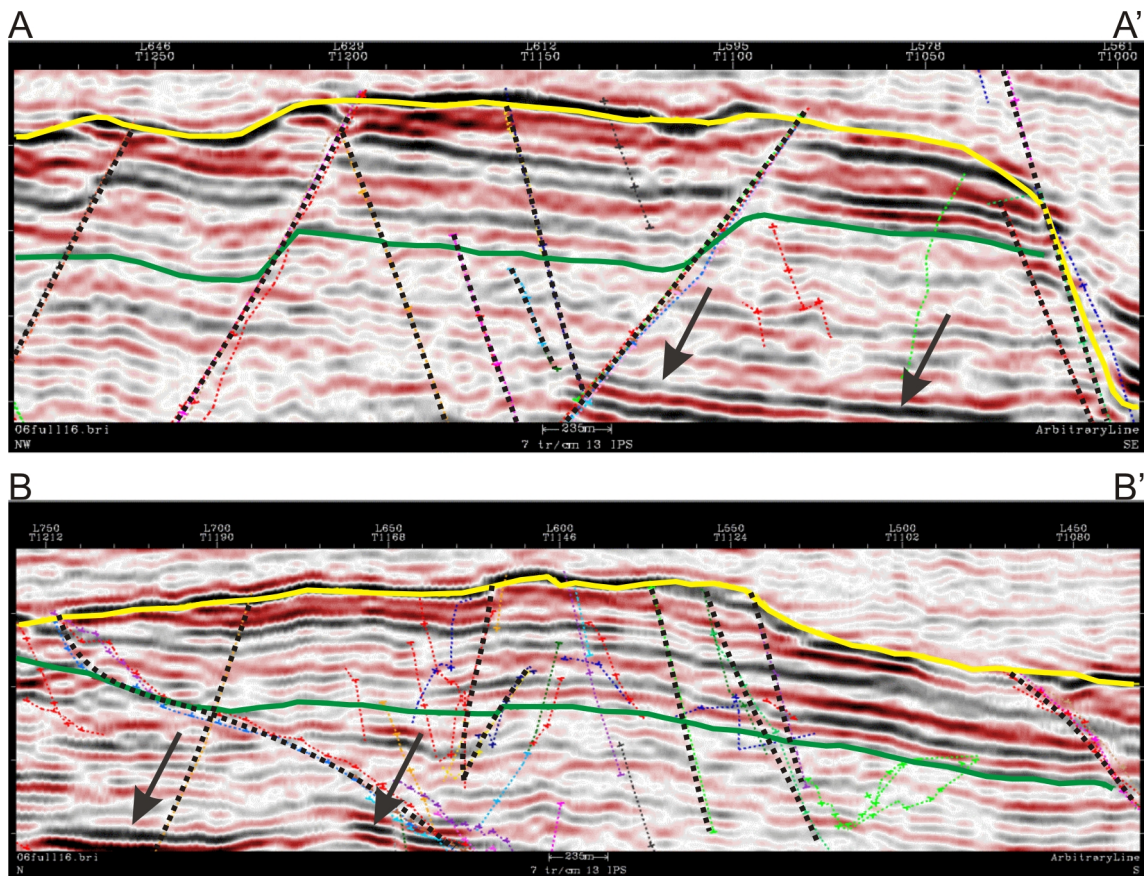 A A'
L646 L629 L612 L595 L578 L561
T1250 T1200 T1150 T1100 T1050 T1000
06full16.bri 235m ArbitraryLine
NW 7 tr/cm 13 IPS SE
B B'
L750 L700 L650 L600 L550 L500 L450
T1212 T1190 T1168 T1146 T1124 T1102 T1080
06full16.bri 235m ArbitraryLine
N 7 tr/cm 13 IPS S